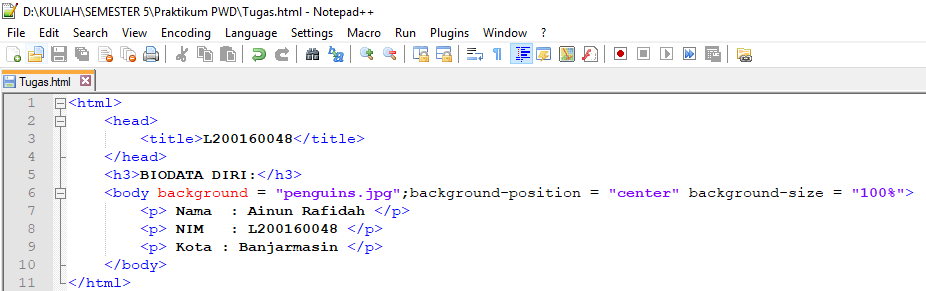 D:\KULIAH\SEMESTER 5\Praktikum PWD\Tugas.html - Notepad++
File Edit Search View Encoding Language Settings Macro Run Plugins Window ?
Tugas.html
1 <html>
2 <head>
3 <title>L200160048</title>
4 </head>
5 <h3>BIODATA DIRI:</h3>
6 <body background = "penguins.jpg";background-position = "center" background-size = "100%">
7 <p> Nama  : Ainun Rafidah </p>
8 <p> NIM   : L200160048 </p>
9 <p> Kota : Banjarmasin </p>
10 </body>
11 </html>